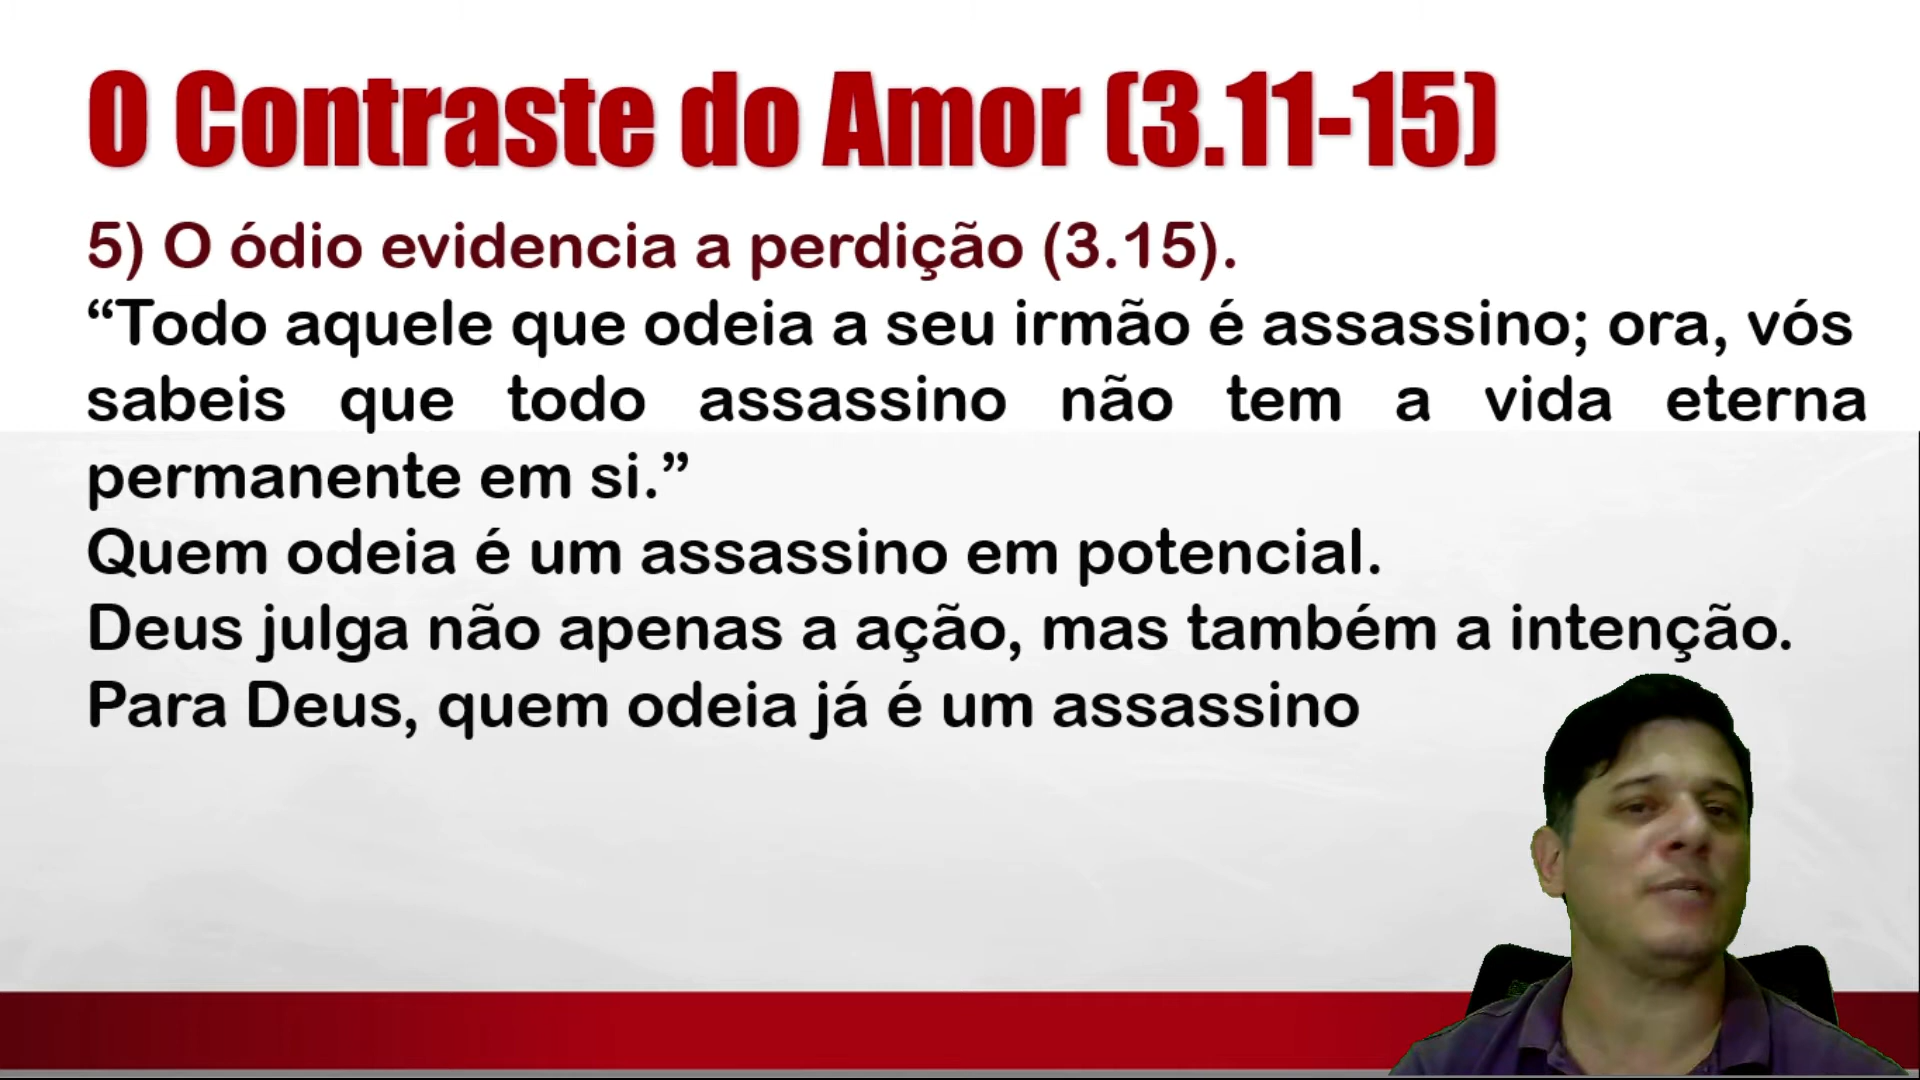 O Contraste do Amor (3.11-15)
5) O ódio evidencia a perdição (3.15).
“Todo aquele que odeia a seu irmão é assassino; ora, vós
sabeis que todo assassino não tem a vida eterna
permanente em si.”
Quem odeia é um assassino em potencial.
Deus julga não apenas a ação, mas também a intenção.
Para Deus, quem odeia já é um assassino